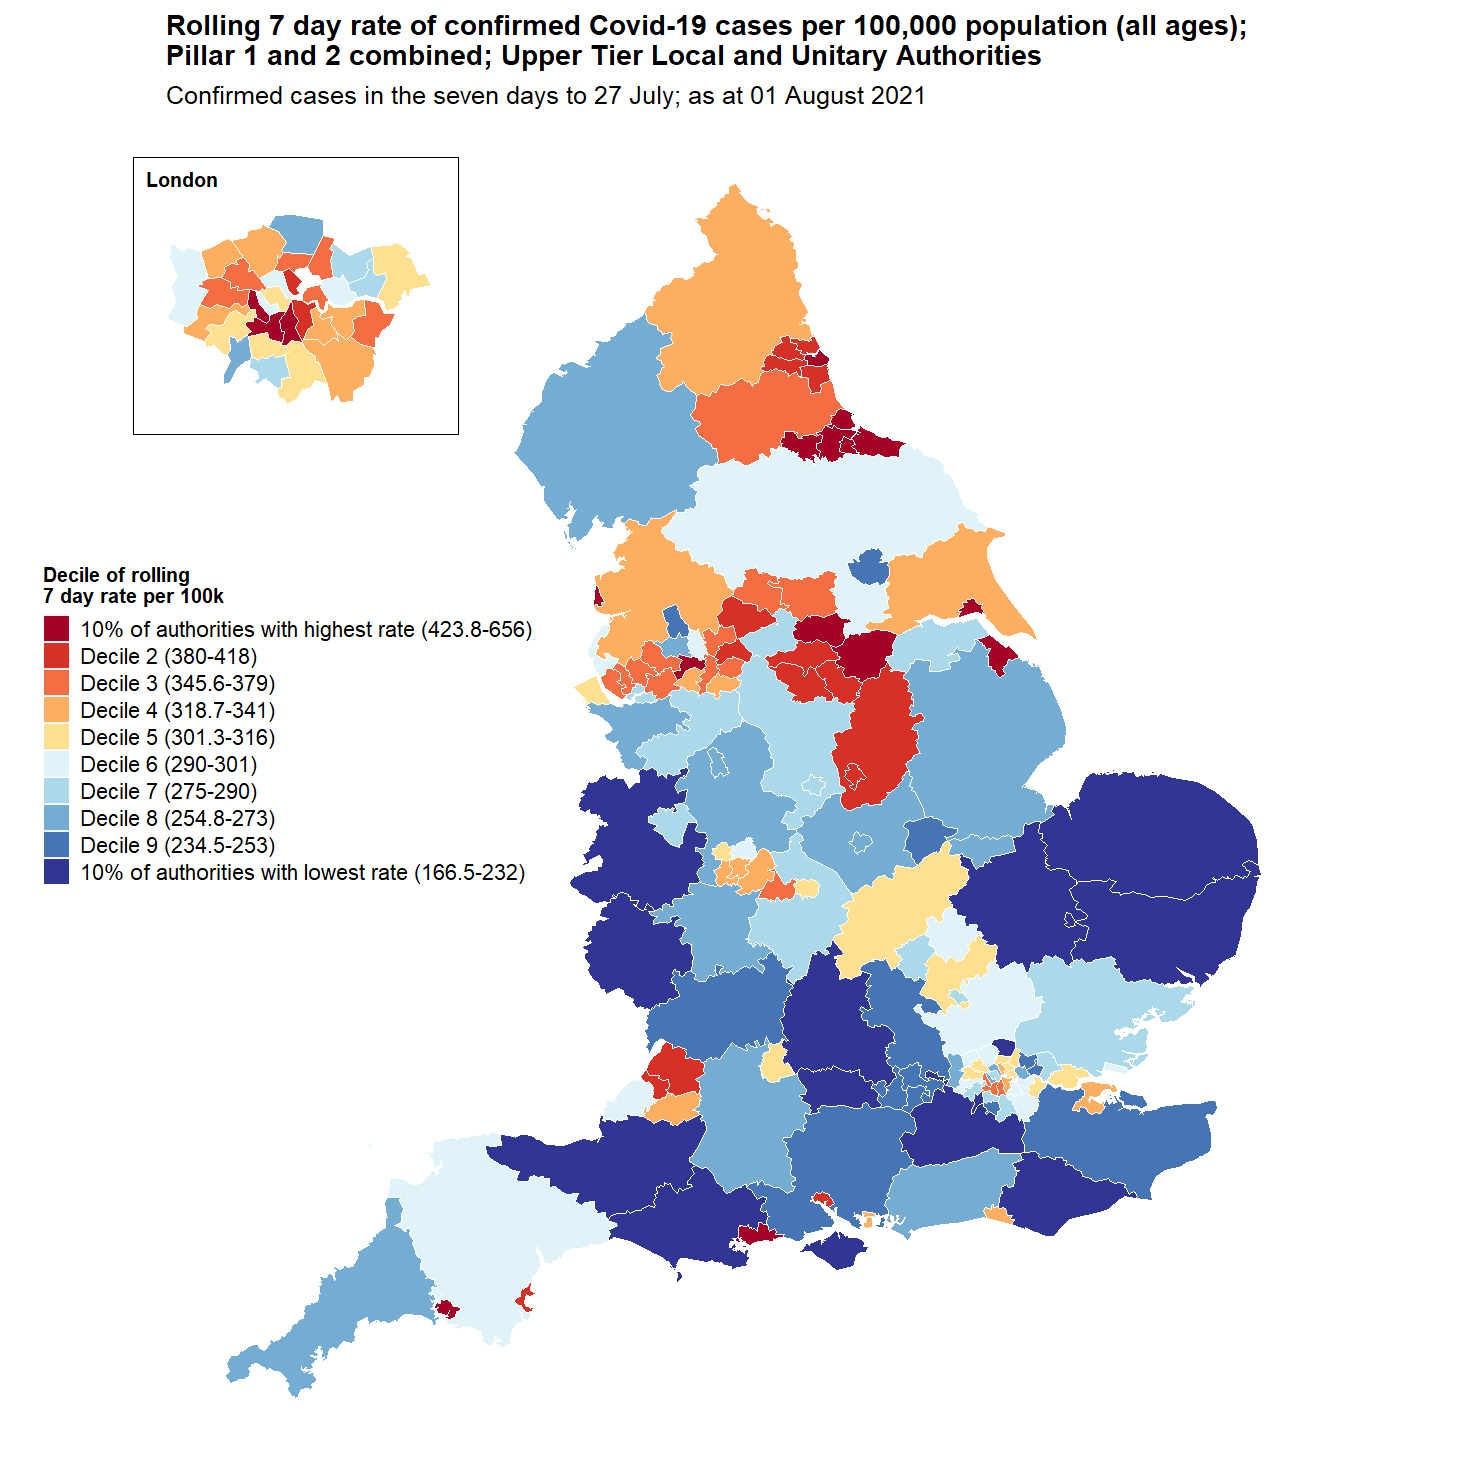 Rolling 7 day rate of confirmed Covid-19 cases per 100,000 population (all ages);
Pillar 1 and 2 combined; Upper Tier Local and Unitary Authorities
Confirmed cases in the seven days to 27 July; as at 01 August 2021
London
Decile of rolling
7 day rate per 100k
10% of authorities with highest rate (423.8-656)
Decile 2 (380-418)
Decile 3 (345.6-379)
Decile 4 (318.7-341)
Decile 5 (301.3-316)
Decile 6 (290-301)
Decile 7 (275-290)
Decile 8 (254.8-273)
Decile 9 (234.5-253)
10% of authorities with lowest rate (166.5-232)